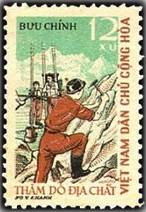 BƯU CHÍNH
12
XU
VIỆT NAM DÂN CHỦ CỘNG HÒA
THĂM DÒ ĐỊA CHẤT